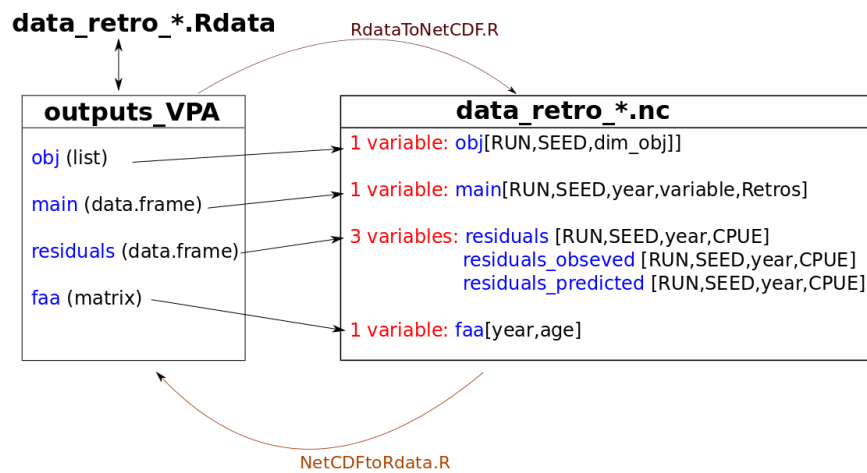 data_retro_*.Rdata
RdataToNetCDF.R
outputs_VPA
obj (list)
main (data.frame)
residuals (data.frame)
faa (matrix)
data_retro_*.nc
1 variable: obj[RUN,SEED,dim_obj]]
1 variable: main[RUN,SEED,year,variable,Retros]
3 variables: residuals [RUN,SEED,year,CPUE]
residuals_obseved [RUN,SEED,year,CPUE]
residuals_predicted [RUN,SEED,year,CPUE]
1 variable: faa[year,age]
NetCDFtoRdata.R